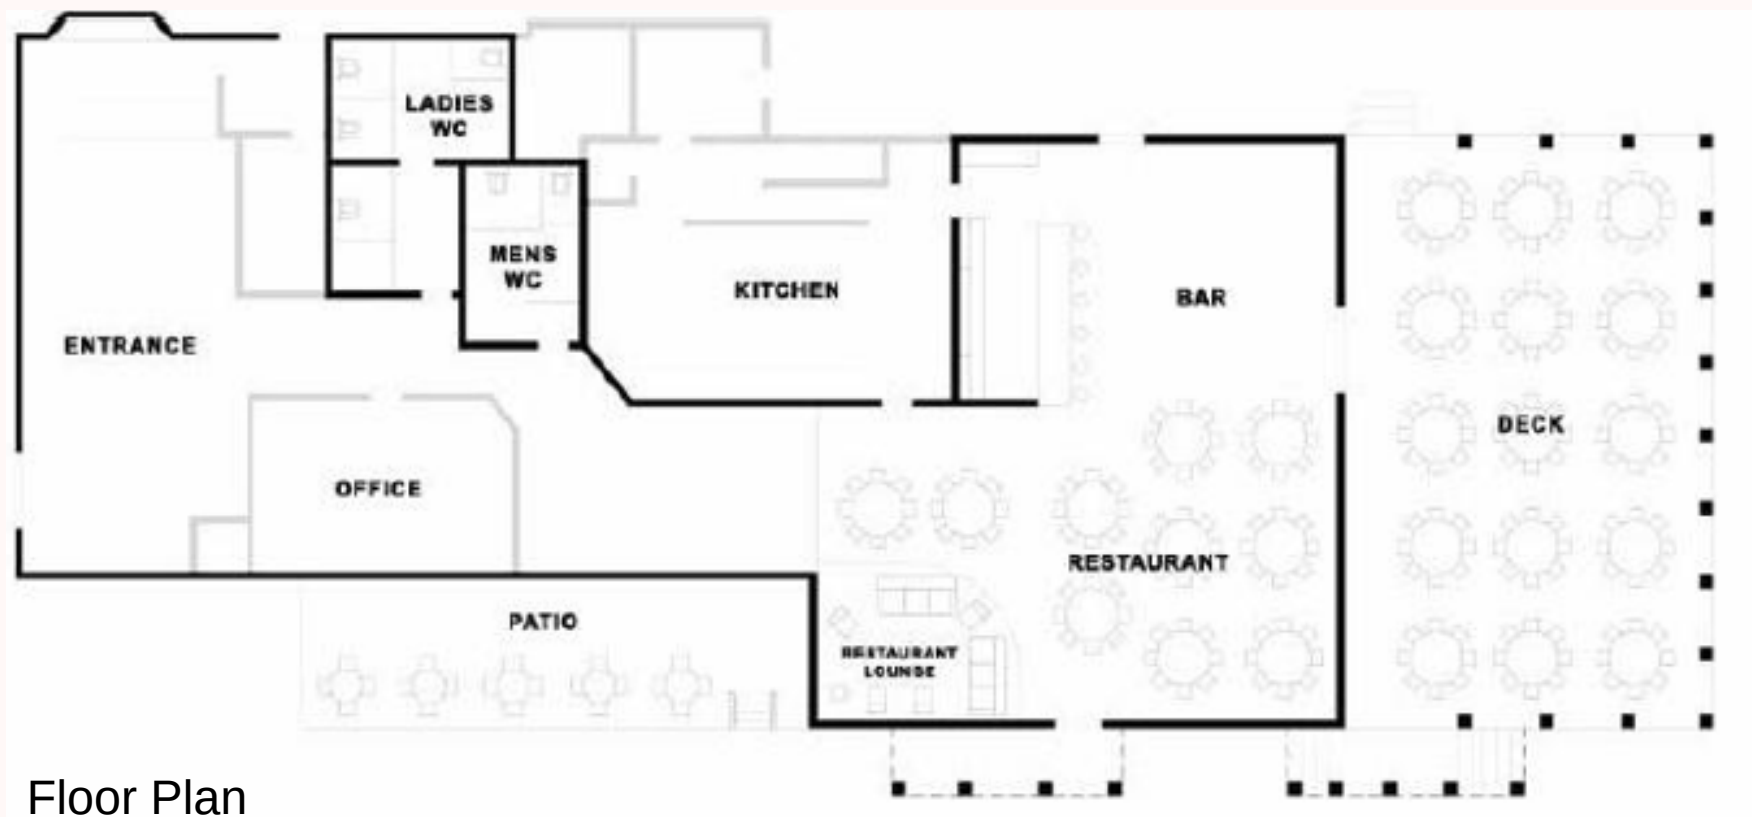 LADIES
WC
MENS
WC
KITCHEN
BAR
ENTRANCE
DECK
OFFICE
RESTAURANT
PATIO
RESTAURANT
LOUNGE
Floor Plan